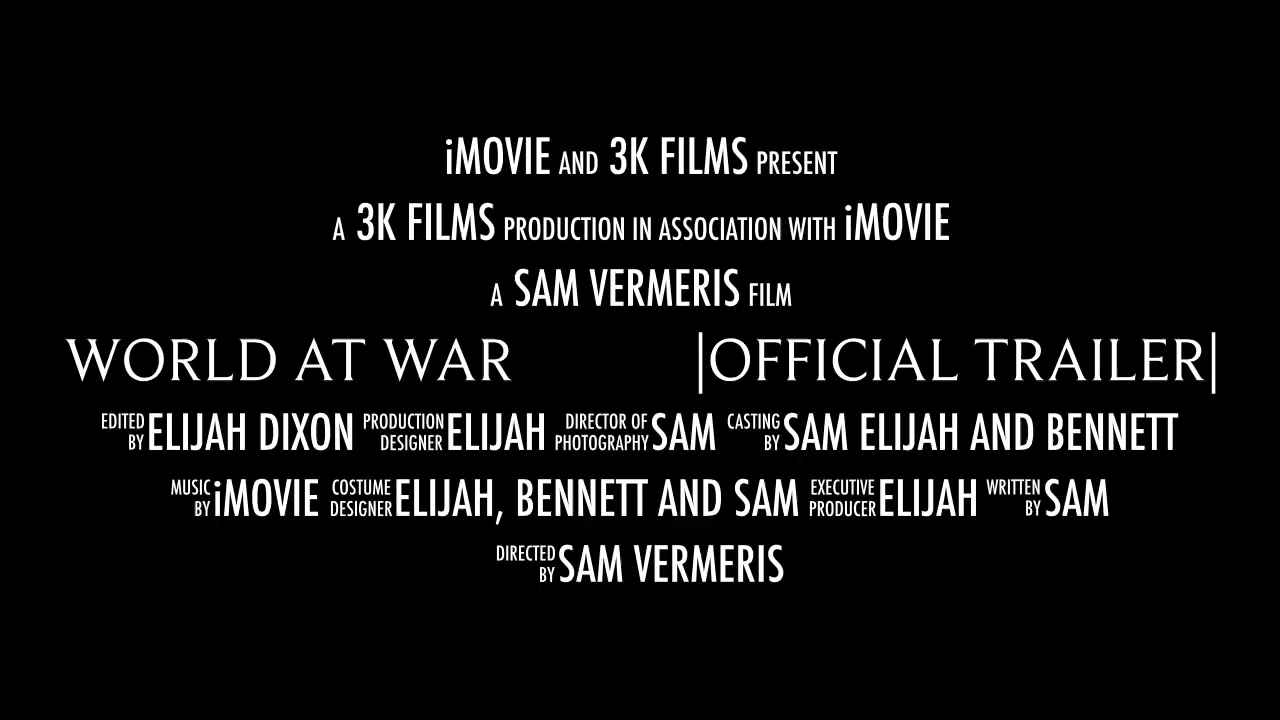 iMOVIE AND 3K FILMS PRESENT
A 3K FILMS PRODUCTION IN ASSOCIATION WITH iMOVIE
A SAM VERMERIS FILM
WORLD AT WAR |OFFICIAL TRAILER|
EDITED BY ELIJAH DIXON PRODUCTION DESIGNER ELIJAH DIRECTOR OF PHOTOGRAPHY SAM CASTING BY SAM ELIJAH AND BENNETT
MUSIC BY iMOVIE COSTUME DESIGNER ELIJAH, BENNETT AND SAM EXECUTIVE PRODUCER ELIJAH WRITTEN BY SAM
DIRECTED BY SAM VERMERIS